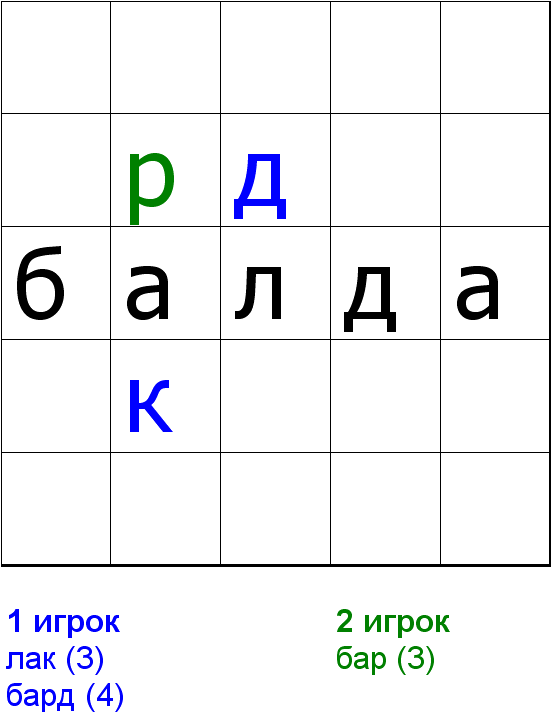 р д
б а л д а
к
1 игрок 2 игрок
лак (3) бар (3)
бард (4)